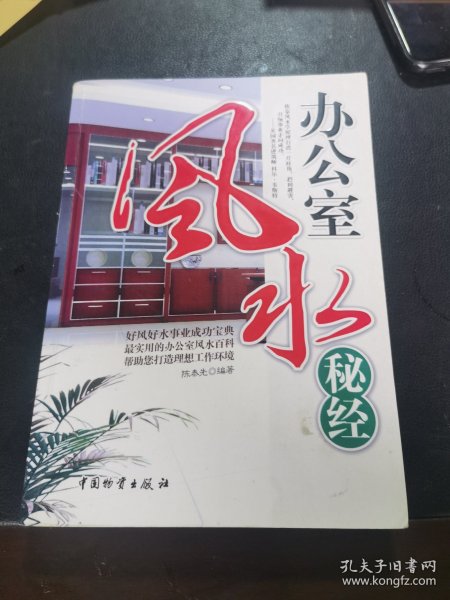 办公室
风水
秘经
好风好水事业成功宝典
最实用的办公室风水百科
帮助您打造理想工作环境
陈泰先◎编著
中国物资出版社
孔夫子旧书网
www.kongfz.com